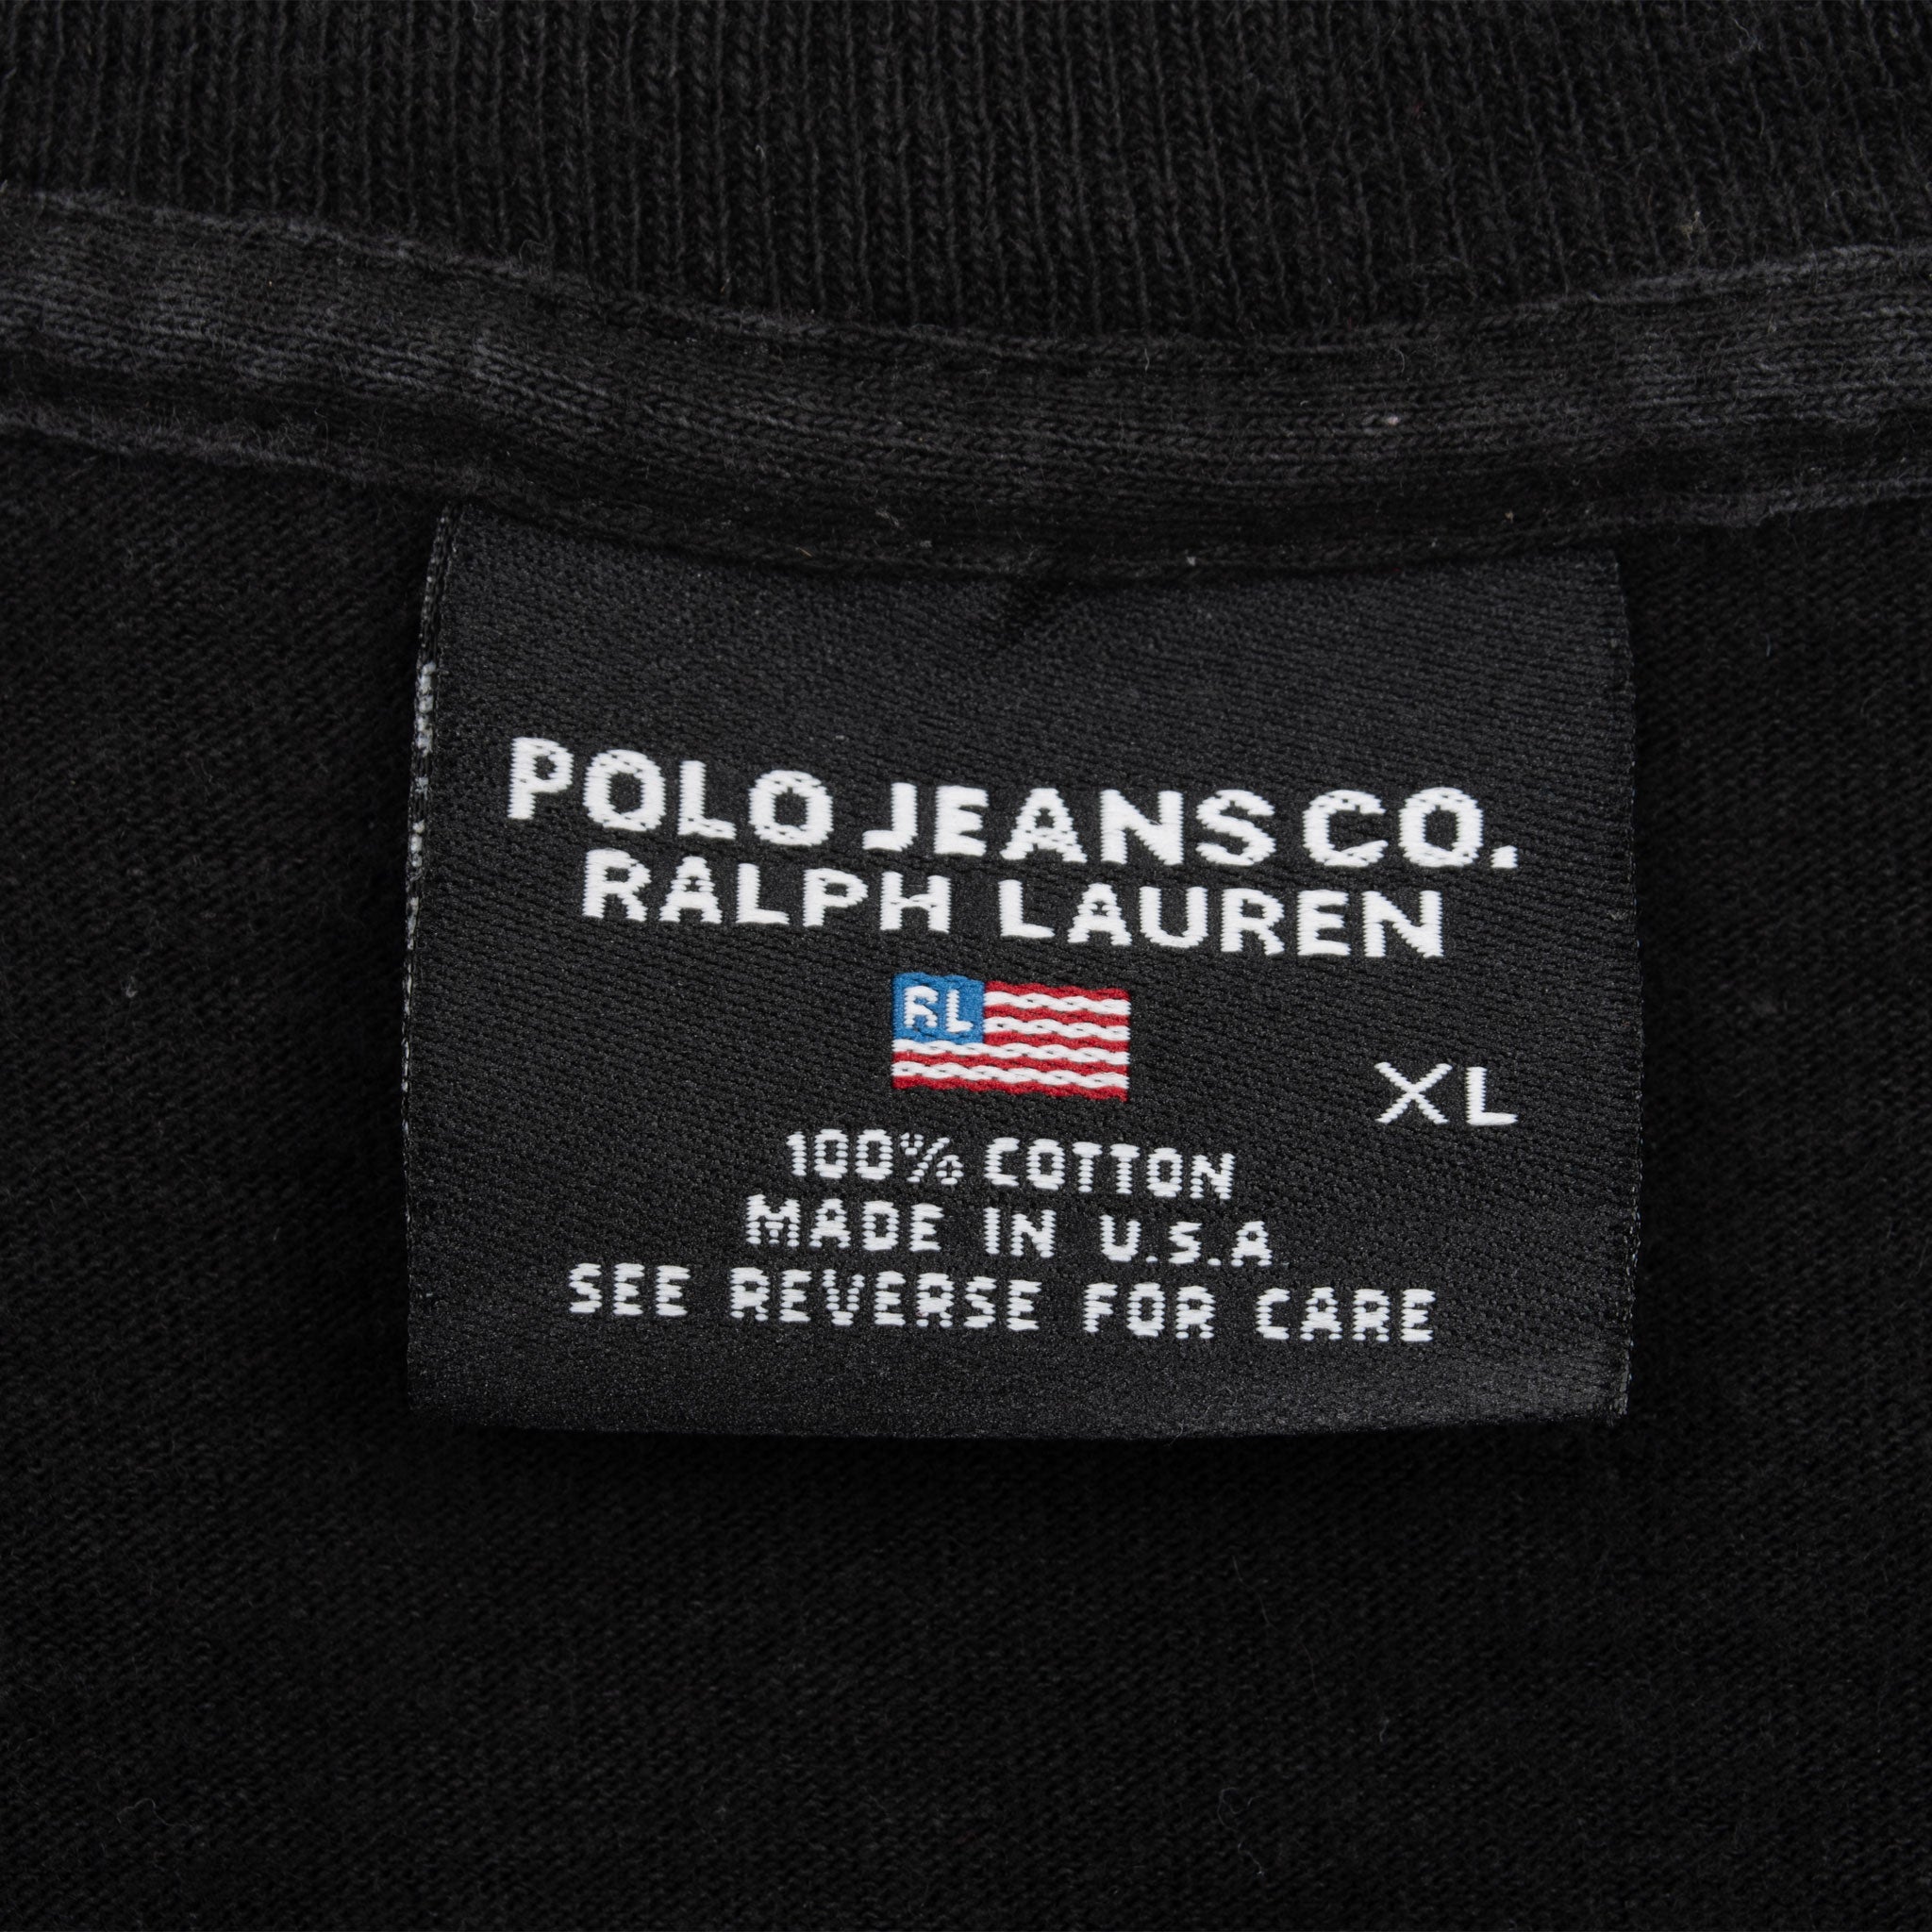 POLO JEANS CO.
RALPH LAUREN
RL
XL
100% COTTON
MADE IN U.S.A
SEE REVERSE FOR CARE